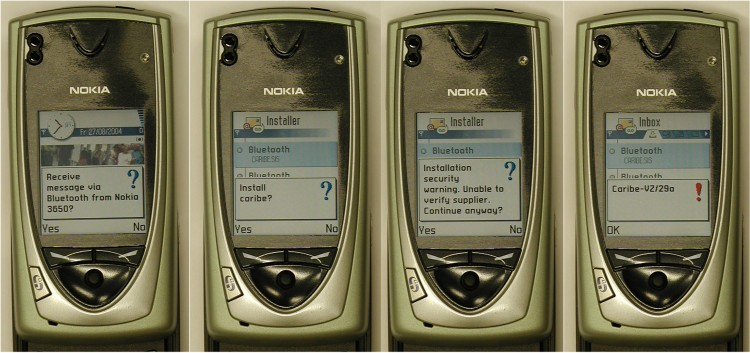 NOKIA
Fr 27/08/2004
Receive
message via
Bluetooth from Nokia
3650?
Yes No
NOKIA
Installer
Bluetooth
CARIBESIS
Bluetooth
Install
caribe?
Yes No
NOKIA
Installer
Bluetooth
Installation
security
warning. Unable to
verify supplier.
Continue anyway?
Yes No
NOKIA
Inbox
Bluetooth
CARIBESIS
Bluetooth
Caribe-V2/29a
OK